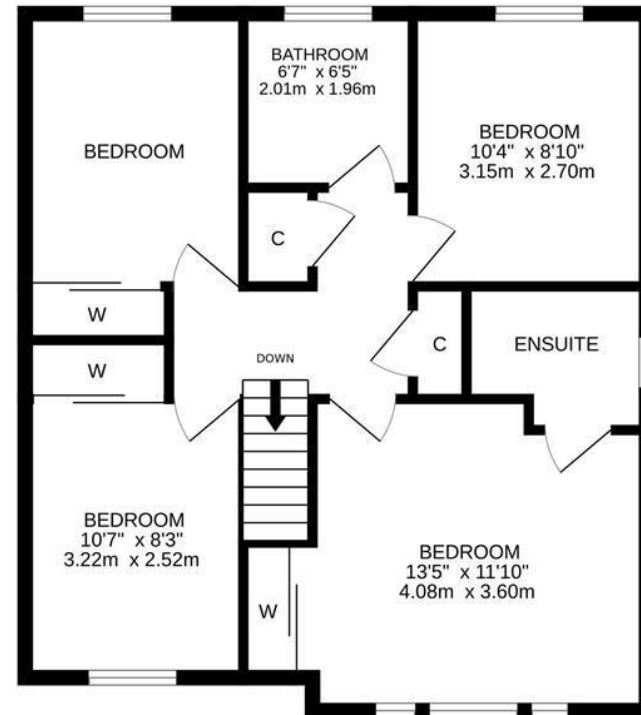 BATHROOM
6'7" x 6'5"
2.01m x 1.96m
BEDROOM
BEDROOM
10'4" x 8'10"
3.15m x 2.70m
C
W
C
ENSUITE
W
DOWN
BEDROOM
10'7" x 8'3"
3.22m x 2.52m
BEDROOM
13'5" x 11'10"
4.08m x 3.60m
W